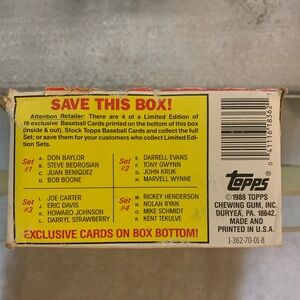 SAVE THIS BOX!
Attention Retailer: There are 4 of a Limited Edition of
16 exclusive Baseball Cards printed on the bottom of this box
(inside & out). Stock Topps Baseball Cards and collect the full
Set; or save them for your customers who collect Limited Edi-
tion Sets.
Set #1
A. DON BAYLOR
B. STEVE BEDROSIAN
C. JUAN BENIQUEZ
D. BOB BOONE
Set #2
E. DARRELL EVANS
F. TONY GWYNN
G. JOHN KRUK
H. MARVELL WYNNE
Set #3
I. JOE CARTER
J. ERIC DAVIS
K. HOWARD JOHNSON
L. DARRYL STRAWBERRY
Set #4
M. RICKEY HENDERSON
N. NOLAN RYAN
O. MIKE SCHMIDT
P. KENT TEKULVE
EXCLUSIVE CARDS ON BOX BOTTOM!
topps
©1988 TOPPS
CHEWING GUM, INC.
DURYEA, PA. 18642.
MADE AND
PRINTED IN U.S.A.
1-362-70-01-8